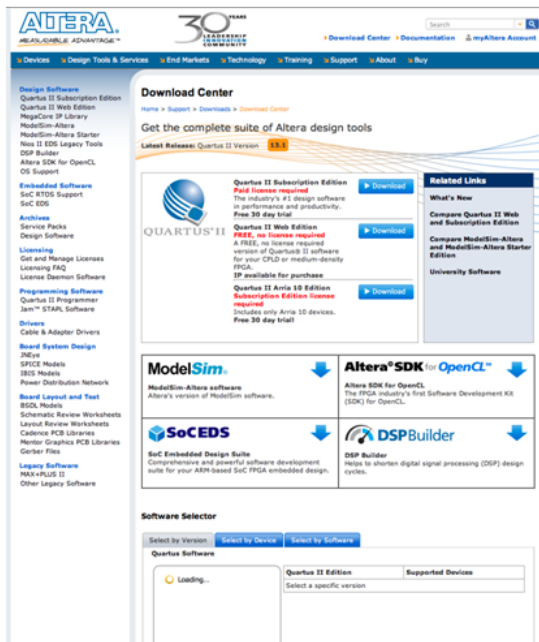 ALTERA
MEASURABLE ADVANTAGE™
30 YEARS
LEADERSHIP
INNOVATION
COMMUNITY
Search
Download Center
Documentation
myAltera Account
Devices
Design Tools & Services
End Markets
Technology
Training
Support
About
Buy
Design Software
Quartus II Subscription Edition
Quartus II Web Edition
MegaCore IP Library
ModelSim-Altera
ModelSim-Altera Starter
Nios II EDS Legacy Tools
DSP Builder
Altera SDK for OpenCL
OS Support
Embedded Software
SoC RTOS Support
SoC EDS
Archives
Service Packs
Design Software
Licensing
Get and Manage Licenses
Licensing FAQ
License Daemon Software
Programming Software
Quartus II Programmer
Jam™ STAPL Software
Drivers
Cable & Adapter Drivers
Board System Design
JNEye
SPICE Models
IBIS Models
Power Distribution Network
Board Layout and Test
BSDL Models
Schematic Review Worksheets
Layout Review Worksheets
Cadence PCB Libraries
Mentor Graphics PCB Libraries
Gerber Files
Legacy Software
MAX+PLUS II
Other Legacy Software
Download Center
Home > Support > Downloads > Download Center
Get the complete suite of Altera design tools
Latest Release: Quartus II Version 13.1
QUARTUS® II
Quartus II Subscription Edition
Paid license required
The industry's #1 design software
in performance and productivity.
Free 30 day trial
Download
Quartus II Web Edition
FREE, no license required
A FREE, no license required
version of Quartus® II software
for your CPLD or medium-density
FPGA.
IP available for purchase
Download
Quartus II Arria 10 Edition
Subscription Edition license
required
Includes only Arria 10 devices.
Free 30 day trial!
Download
Related Links
What's New
Compare Quartus II Web
and Subscription Edition
Compare ModelSim-Altera
and ModelSim-Altera Starter
Edition
University Software
ModelSim®
ModelSim-Altera software
Altera's version of ModelSim software.
Altera® SDK for OpenCL™
Altera SDK for OpenCL
The FPGA industry's first Software Development Kit
(SDK) for OpenCL.
SoC EDS
SoC Embedded Design Suite
Comprehensive and powerful software development
suite for your ARM-based SoC FPGA embedded design.
DSP Builder
DSP Builder
Helps to shorten digital signal processing (DSP) design
cycles.
Software Selector
Select by Version
Select by Device
Select by Software
Quartus Software
Loading...
Quartus II Edition
Supported Devices
Select a specific version